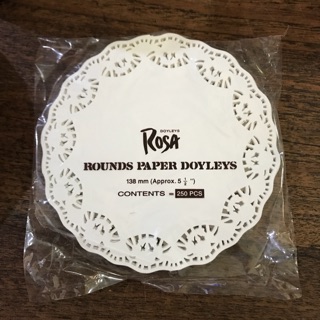 DOYLEYS
ROSA
ROUNDS PAPER DOYLEYS
138 mm (Approx. 5 ½ ")
CONTENTS = 250 PCS